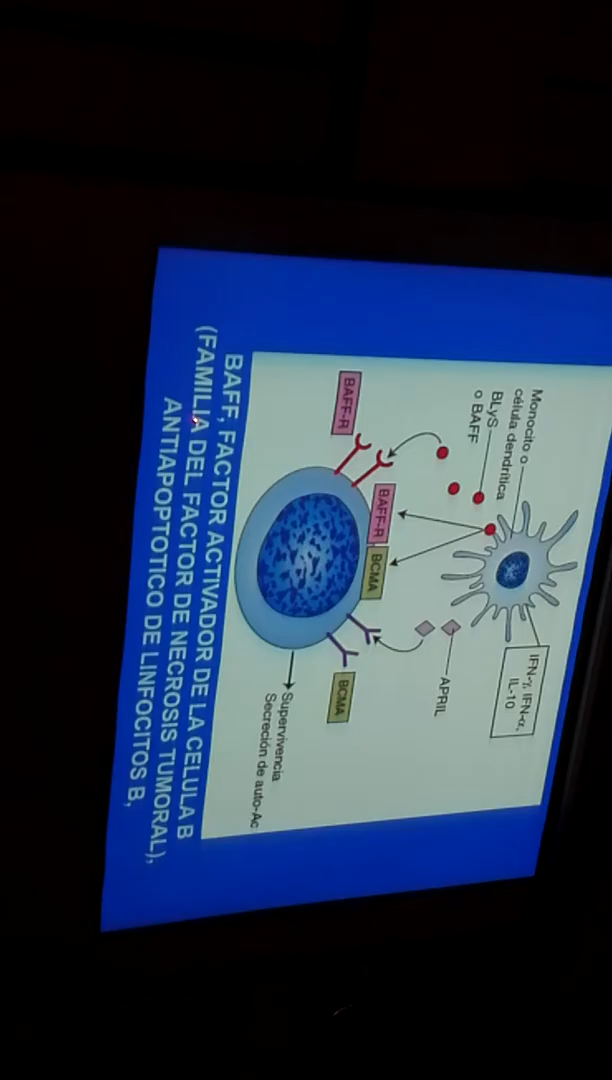 Monocito o
célula dendrítica
BLyS
o BAFF
IFN-γ, IFN-α,
IL-10
APRIL
BAFF-R
BAFF-R
BCMA
BCMA
Supervivencia
Secreción de auto-Ac
BAFF, FACTOR ACTIVADOR DE LA CELULA B
(FAMILIA DEL FACTOR DE NECROSIS TUMORAL),
ANTIAPOPTOTICO DE LINFOCITOS B,